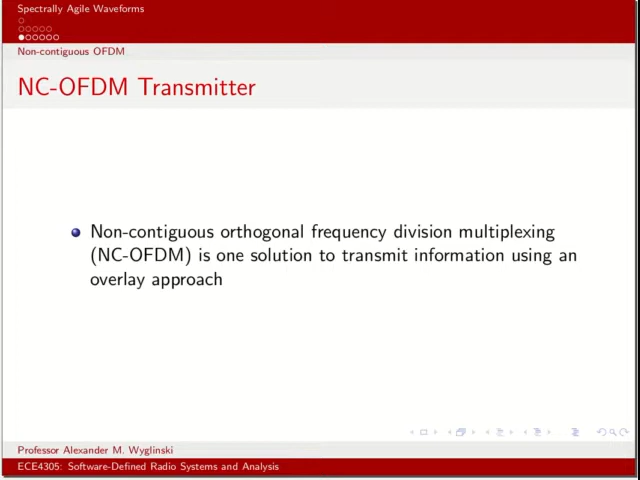 Spectrally Agile Waveforms
Non-contiguous OFDM
NC-OFDM Transmitter
Non-contiguous orthogonal frequency division multiplexing
(NC-OFDM) is one solution to transmit information using an
overlay approach
Professor Alexander M. Wyglinski
ECE4305: Software-Defined Radio Systems and Analysis